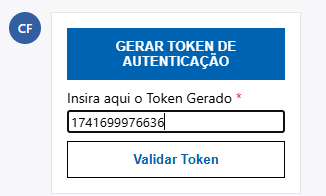 CF
GERAR TOKEN DE
AUTENTICAÇÃO
Insira aqui o Token Gerado *
1741699976636
Validar Token